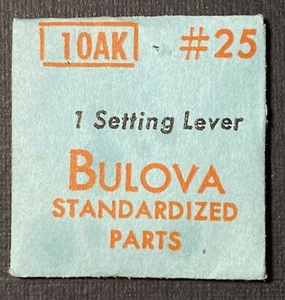 10AK #25
1 Setting Lever
BULOVA
STANDARDIZED
PARTS